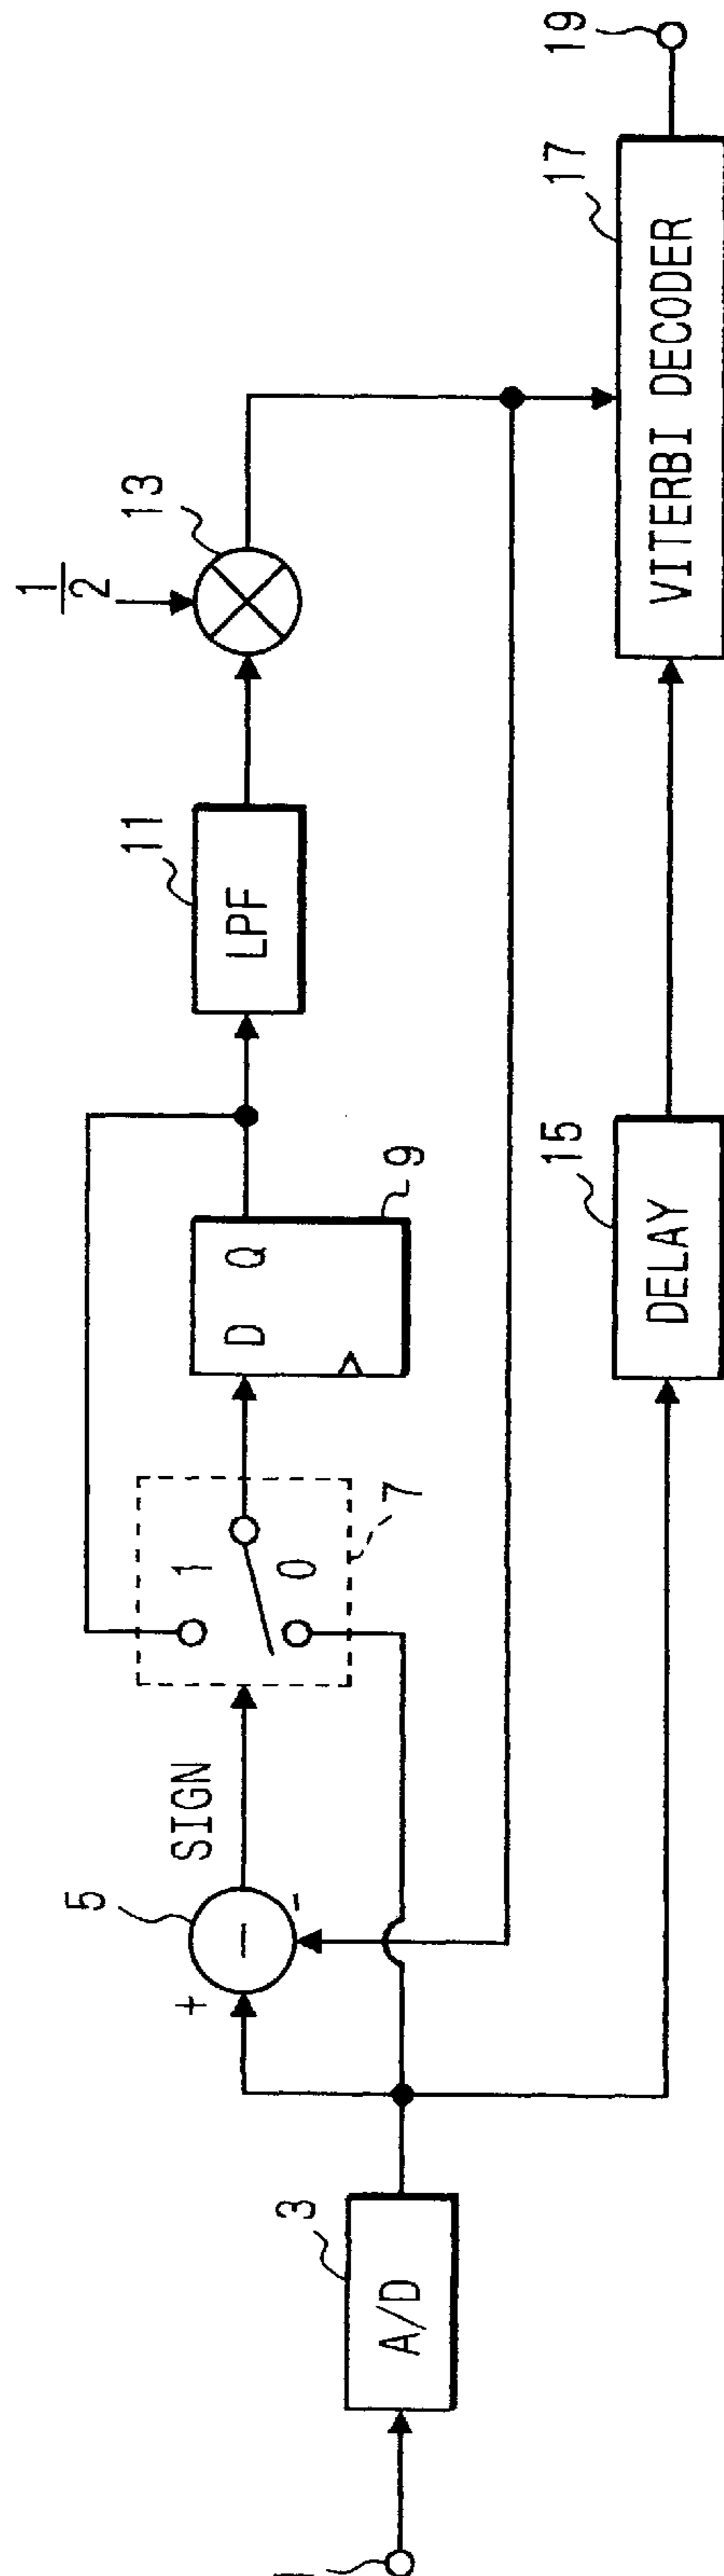 3
A/D
5
+
-
-
SIGN
1
0
7
D Q
9
11
LPF
1
2
13
15
DELAY
17
VITERBI DECODER
19